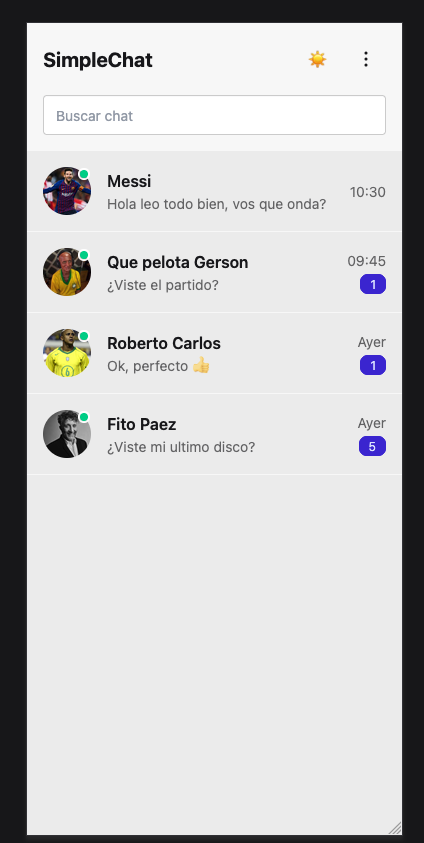 SimpleChat
Buscar chat
Messi
10:30
Hola leo todo bien, vos que onda?
Que pelota Gerson
09:45
¿Viste el partido?
1
Roberto Carlos
Ayer
Ok, perfecto 👍
1
Fito Paez
Ayer
¿Viste mi ultimo disco?
5